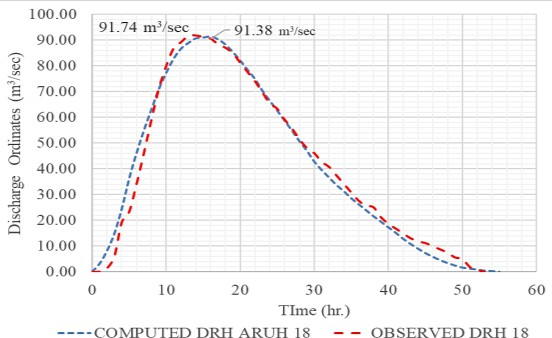 100.00
91.74 m³/sec
91.38 m³/sec
90.00
80.00
70.00
60.00
50.00
40.00
30.00
20.00
10.00
0.00
Discharge Ordinates (m³/sec)
0 10 20 30 40 50 60
TIme (hr.)
COMPUTED DRH ARUH 18 OBSERVED DRH 18